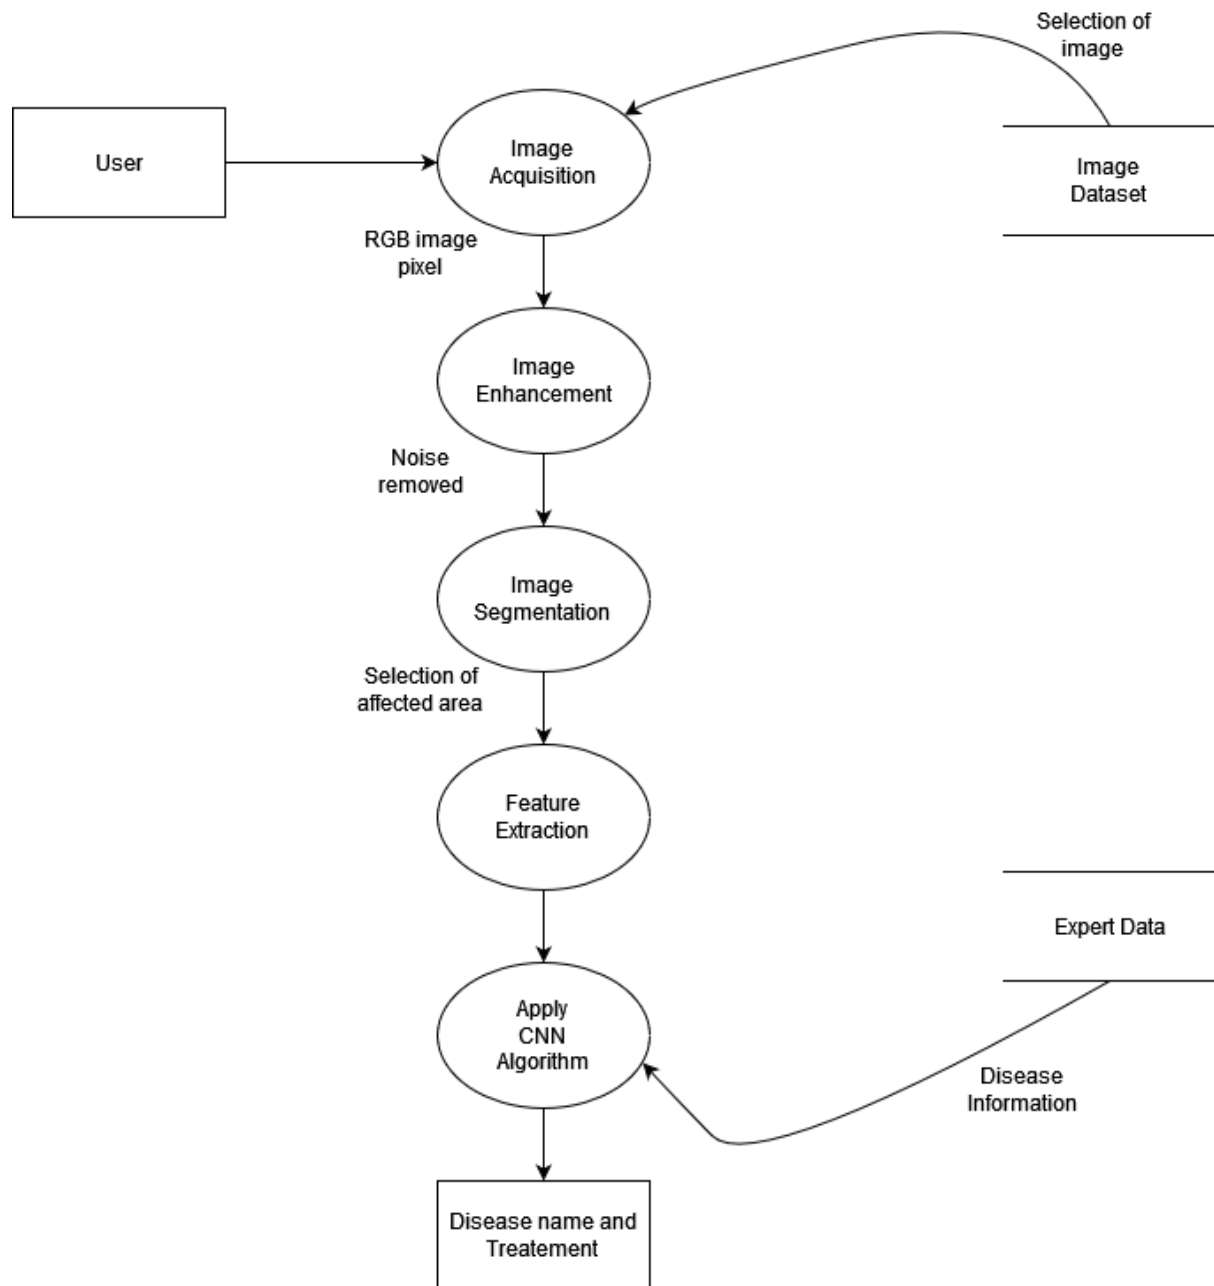 Selection of
image
User
Image
Acquisition
Image
Dataset
RGB image
pixel
Image
Enhancement
Noise
removed
Image
Segmentation
Selection of
affected area
Feature
Extraction
Expert Data
Apply
CNN
Algorithm
Disease
Information
Disease name and
Treatement